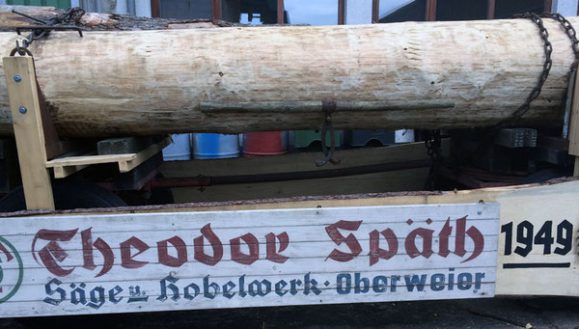 Theodor Späth
Säge u. Hobelwerk · Oberweier
1949